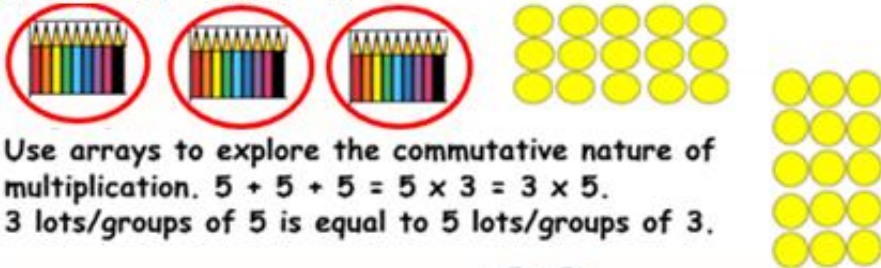 Use arrays to explore the commutative nature of
multiplication. 5 + 5 + 5 = 5 x 3 = 3 x 5.
3 lots/groups of 5 is equal to 5 lots/groups of 3.